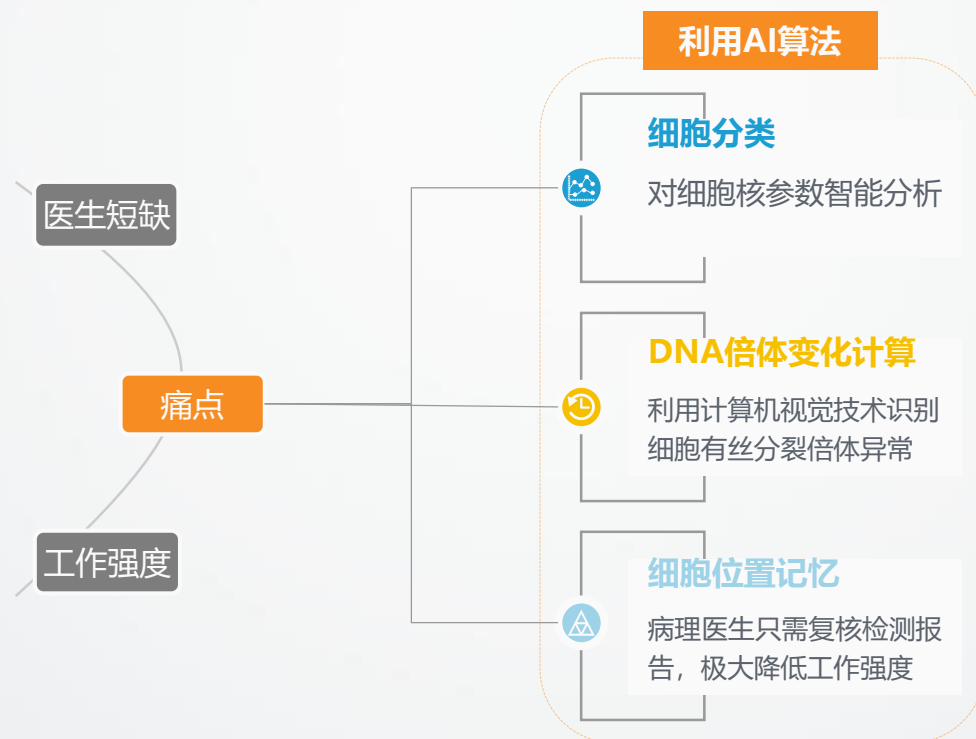 利用AI算法
细胞分类
对细胞核参数智能分析
医生短缺
DNA倍体变化计算
利用计算机视觉技术识别
细胞有丝分裂倍体异常
痛点
工作强度
细胞位置记忆
病理医生只需复核检测报
告，极大降低工作强度